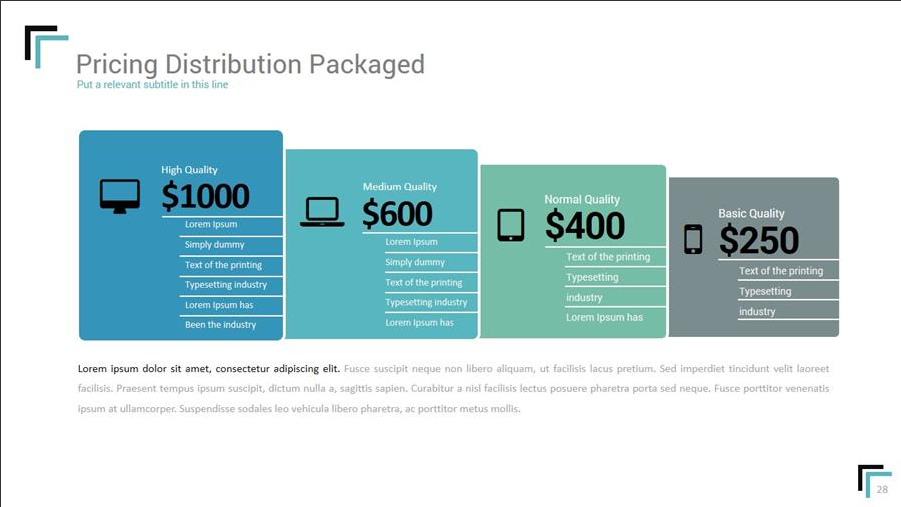 Pricing Distribution Packaged
Put a relevant subtitle in this line
High Quality
$1000
Lorem Ipsum
Simply dummy
Text of the printing
Typesetting industry
Lorem Ipsum has
Been the industry
Medium Quality
$600
Lorem Ipsum
Simply dummy
Text of the printing
Typesetting industry
Lorem Ipsum has
Normal Quality
$400
Text of the printing
Typesetting
industry
Lorem Ipsum has
Basic Quality
$250
Text of the printing
Typesetting
industry
Lorem ipsum dolor sit amet, consectetur adipiscing elit. Fusce suscipit neque non libero aliquam, ut facilisis lacus pretium. Sed imperdiet tincidunt velit laoreet
facilisis. Praesent tempus ipsum suscipit, dictum nulla a, sagittis sapien. Curabitur a nisl facilisis lectus posuere pharetra porta sed neque. Fusce porttitor venenatis
ipsum at ullamcorper. Suspendisse sodales leo vehicula libero pharetra, ac porttitor metus mollis.
28